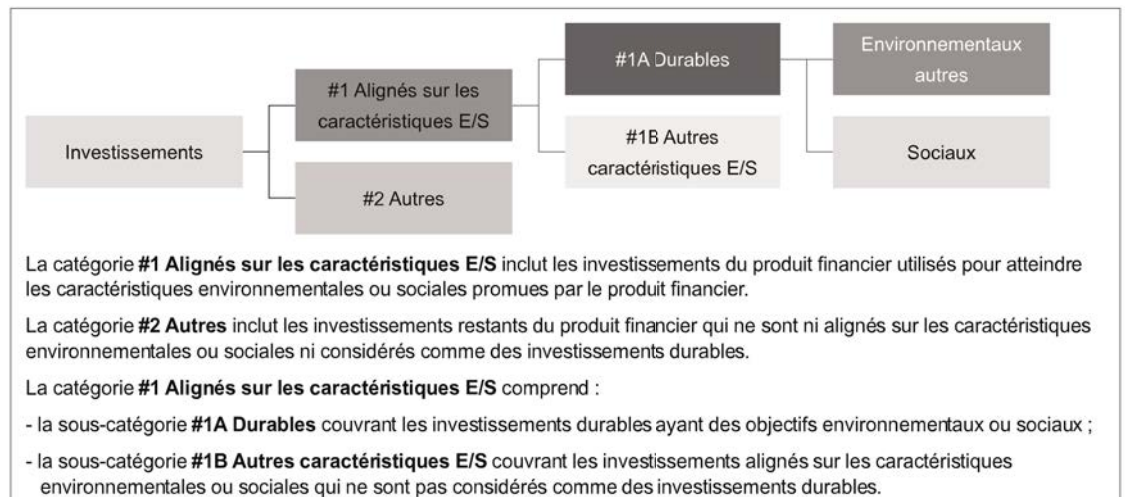 #1A Durables
Environnementaux
autres
#1 Alignés sur les
caractéristiques E/S
Investissements
#1B Autres
caractéristiques E/S
Sociaux
#2 Autres
La catégorie #1 Alignés sur les caractéristiques E/S inclut les investissements du produit financier utilisés pour atteindre
les caractéristiques environnementales ou sociales promues par le produit financier.
La catégorie #2 Autres inclut les investissements restants du produit financier qui ne sont ni alignés sur les caractéristiques
environnementales ou sociales ni considérés comme des investissements durables.
La catégorie #1 Alignés sur les caractéristiques E/S comprend :
- la sous-catégorie #1A Durables couvrant les investissements durables ayant des objectifs environnementaux ou sociaux ;
- la sous-catégorie #1B Autres caractéristiques E/S couvrant les investissements alignés sur les caractéristiques
environnementales ou sociales qui ne sont pas considérés comme des investissements durables.